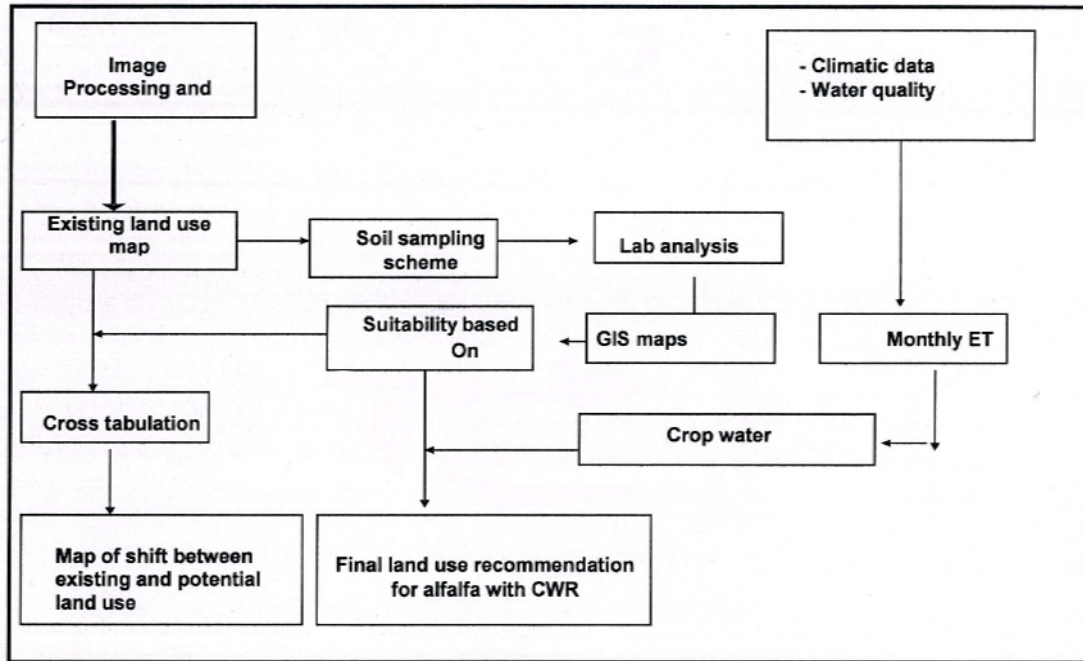 Image
Processing and
- Climatic data
- Water quality
Existing land use
map
Soil sampling
scheme
Lab analysis
Suitability based
On
GIS maps
Monthly ET
Cross tabulation
Crop water
Map of shift between
existing and potential
land use
Final land use recommendation
for alfalfa with CWR